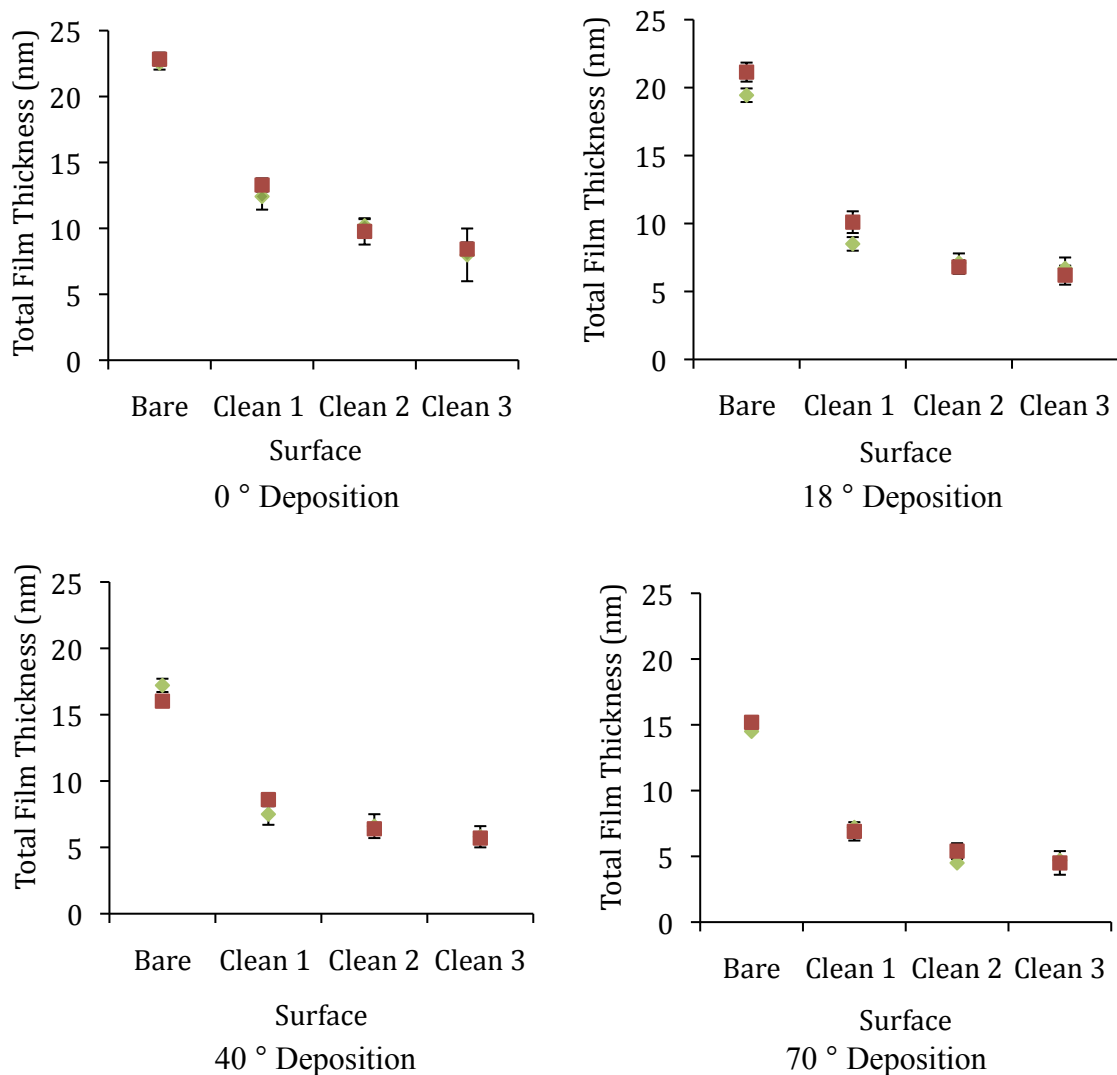 Total Film Thickness (nm)
25
20
15
10
5
0
Bare Clean 1 Clean 2 Clean 3
Surface
0 ° Deposition
Total Film Thickness (nm)
25
20
15
10
5
0
Bare Clean 1 Clean 2 Clean 3
Surface
18 ° Deposition
Total Film Thickness (nm)
25
20
15
10
5
0
Bare Clean 1 Clean 2 Clean 3
Surface
40 ° Deposition
Total Film Thickness (nm)
25
20
15
10
5
0
Bare Clean 1 Clean 2 Clean 3
Surface
70 ° Deposition